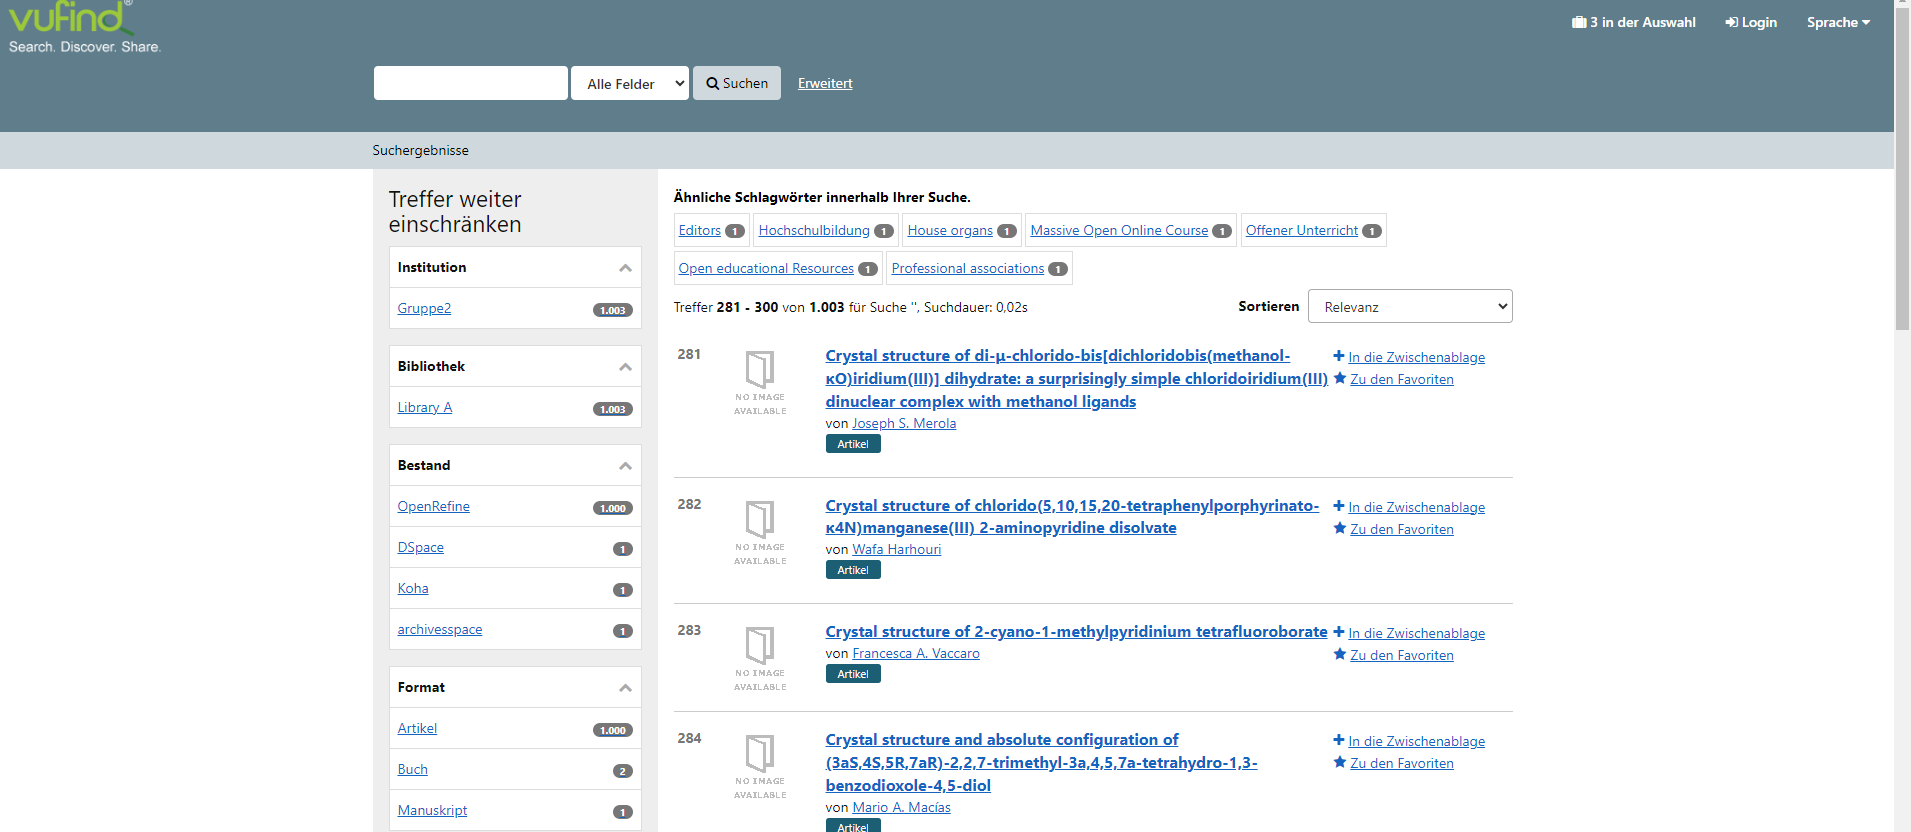 vufind®
Search. Discover. Share.
3 in der Auswahl
Login
Sprache
Alle Felder
Suchen
Erweitert
Suchergebnisse
Treffer weiter
einschränken
Institution
Gruppe2 1.003
Bibliothek
Library A 1.003
Bestand
OpenRefine 1.000
DSpace 1
Koha 1
archivesspace 1
Format
Artikel 1.000
Buch 2
Manuskript 1
Ähnliche Schlagwörter innerhalb Ihrer Suche.
Editors 1 Hochschulbildung 1 House organs 1 Massive Open Online Course 1 Offener Unterricht 1
Open educational Resources 1 Professional associations 1
Treffer 281 - 300 von 1.003 für Suche '', Suchdauer: 0,02s
Sortieren Relevanz
281
NO IMAGE
AVAILABLE
Crystal structure of di-μ-chlorido-bis[dichloridobis(methanol-
κO)iridium(III)] dihydrate: a surprisingly simple chloridoiridium(III)
dinuclear complex with methanol ligands
von Joseph S. Merola
Artikel
In die Zwischenablage
Zu den Favoriten
282
NO IMAGE
AVAILABLE
Crystal structure of chlorido(5,10,15,20-tetraphenylporphyrinato-
κ4N)manganese(III) 2-aminopyridine disolvate
von Wafa Harhouri
Artikel
In die Zwischenablage
Zu den Favoriten
283
NO IMAGE
AVAILABLE
Crystal structure of 2-cyano-1-methylpyridinium tetrafluoroborate
von Francesca A. Vaccaro
Artikel
In die Zwischenablage
Zu den Favoriten
284
NO IMAGE
AVAILABLE
Crystal structure and absolute configuration of
(3aS,4S,5R,7aR)-2,2,7-trimethyl-3a,4,5,7a-tetrahydro-1,3-
benzodioxole-4,5-diol
von Mario A. Macías
Artikel
In die Zwischenablage
Zu den Favoriten